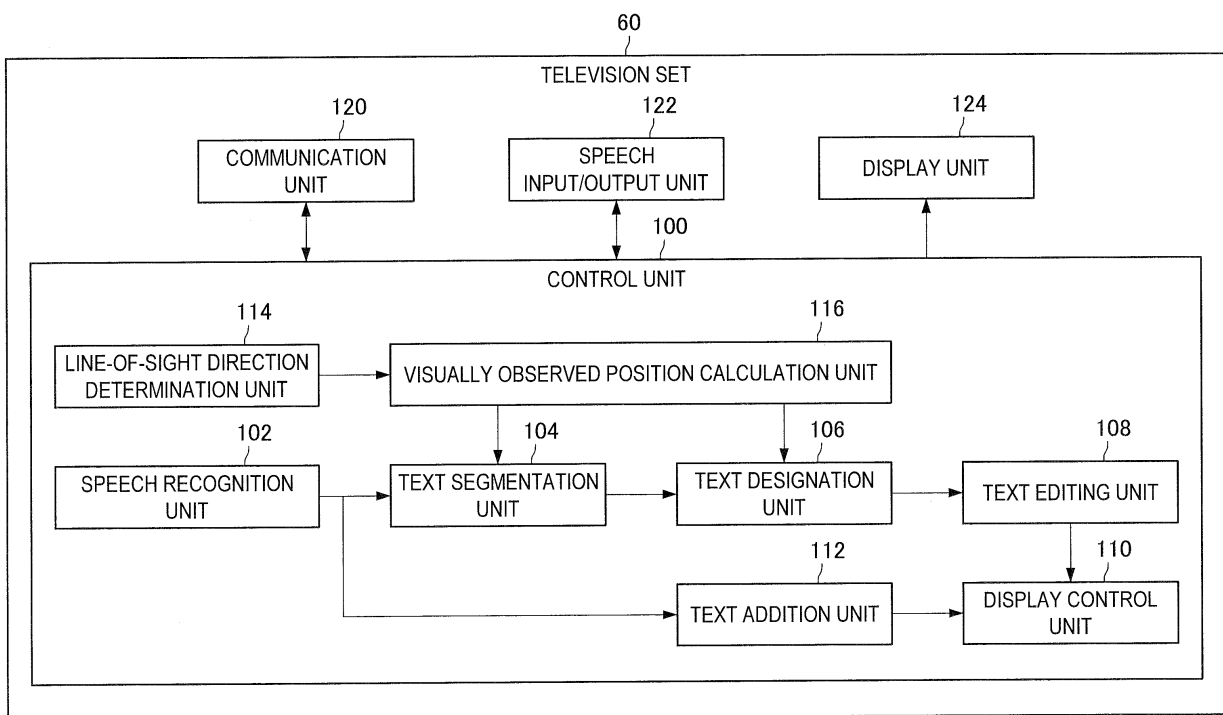 60
TELEVISION SET
120
122
124
COMMUNICATION
UNIT
SPEECH
INPUT/OUTPUT UNIT
DISPLAY UNIT
100
CONTROL UNIT
114
116
LINE-OF-SIGHT DIRECTION
DETERMINATION UNIT
VISUALLY OBSERVED POSITION CALCULATION UNIT
102
104
106
108
SPEECH RECOGNITION
UNIT
TEXT SEGMENTATION
UNIT
TEXT DESIGNATION
UNIT
TEXT EDITING UNIT
112
110
TEXT ADDITION UNIT
DISPLAY CONTROL
UNIT